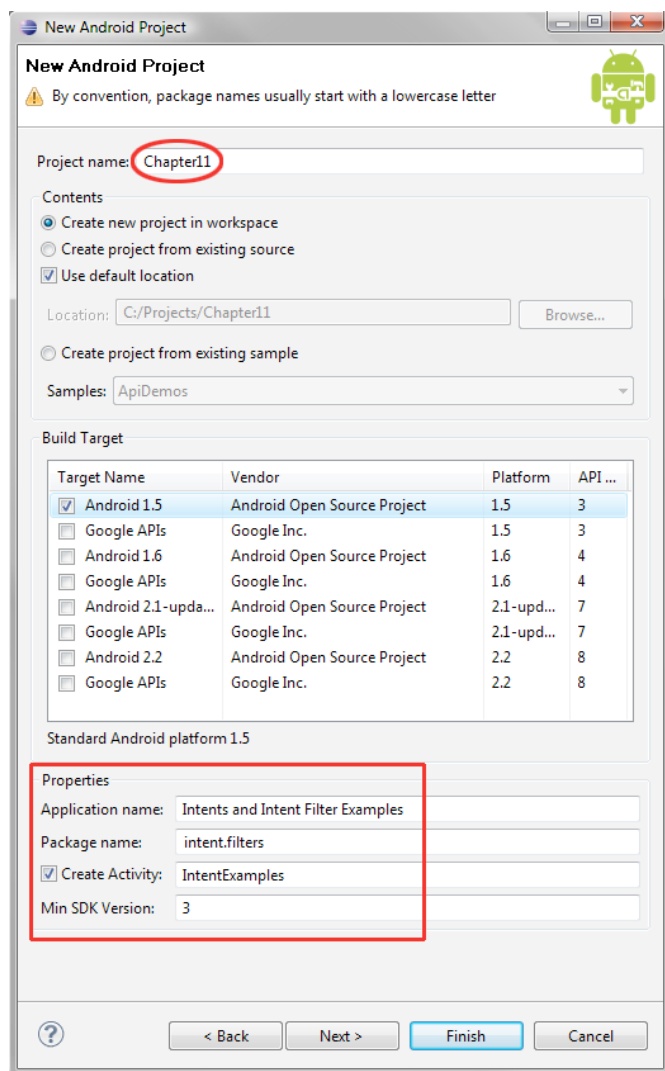 New Android Project
New Android Project
By convention, package names usually start with a lowercase letter
Project name: Chapter11
Contents
Create new project in workspace
Create project from existing source
Use default location
Location: C:/Projects/Chapter11 Browse...
Create project from existing sample
Samples: ApiDemos
Build Target
Target Name Vendor Platform API ...
Android 1.5 Android Open Source Project 1.5 3
Google APIs Google Inc. 1.5 3
Android 1.6 Android Open Source Project 1.6 4
Google APIs Google Inc. 1.6 4
Android 2.1-upda... Android Open Source Project 2.1-upd... 7
Google APIs Google Inc. 2.1-upd... 7
Android 2.2 Android Open Source Project 2.2 8
Google APIs Google Inc. 2.2 8
Standard Android platform 1.5
Properties
Application name: Intents and Intent Filter Examples
Package name: intent.filters
Create Activity: IntentExamples
Min SDK Version: 3
? < Back Next > Finish Cancel